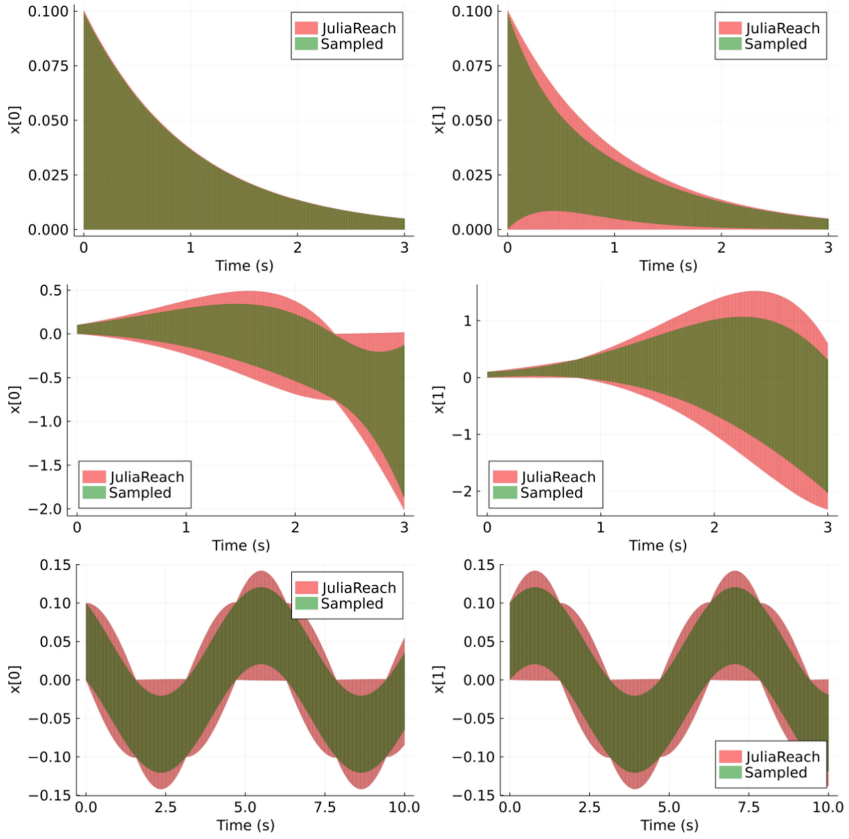 0.100
0.075
0.050
0.025
0.000
x[0]
JuliaReach
Sampled
0 1 2 3
Time (s)
0.100
0.075
0.050
0.025
0.000
x[1]
JuliaReach
Sampled
0 1 2 3
Time (s)
0.5
0.0
−0.5
−1.0
−1.5
−2.0
x[0]
JuliaReach
Sampled
0 1 2 3
Time (s)
1
0
−1
−2
x[1]
JuliaReach
Sampled
0 1 2 3
Time (s)
0.15
0.10
0.05
0.00
−0.05
−0.10
−0.15
x[0]
JuliaReach
Sampled
0.0 2.5 5.0 7.5 10.0
Time (s)
0.15
0.10
0.05
0.00
−0.05
−0.10
−0.15
x[1]
JuliaReach
Sampled
0.0 2.5 5.0 7.5 10.0
Time (s)